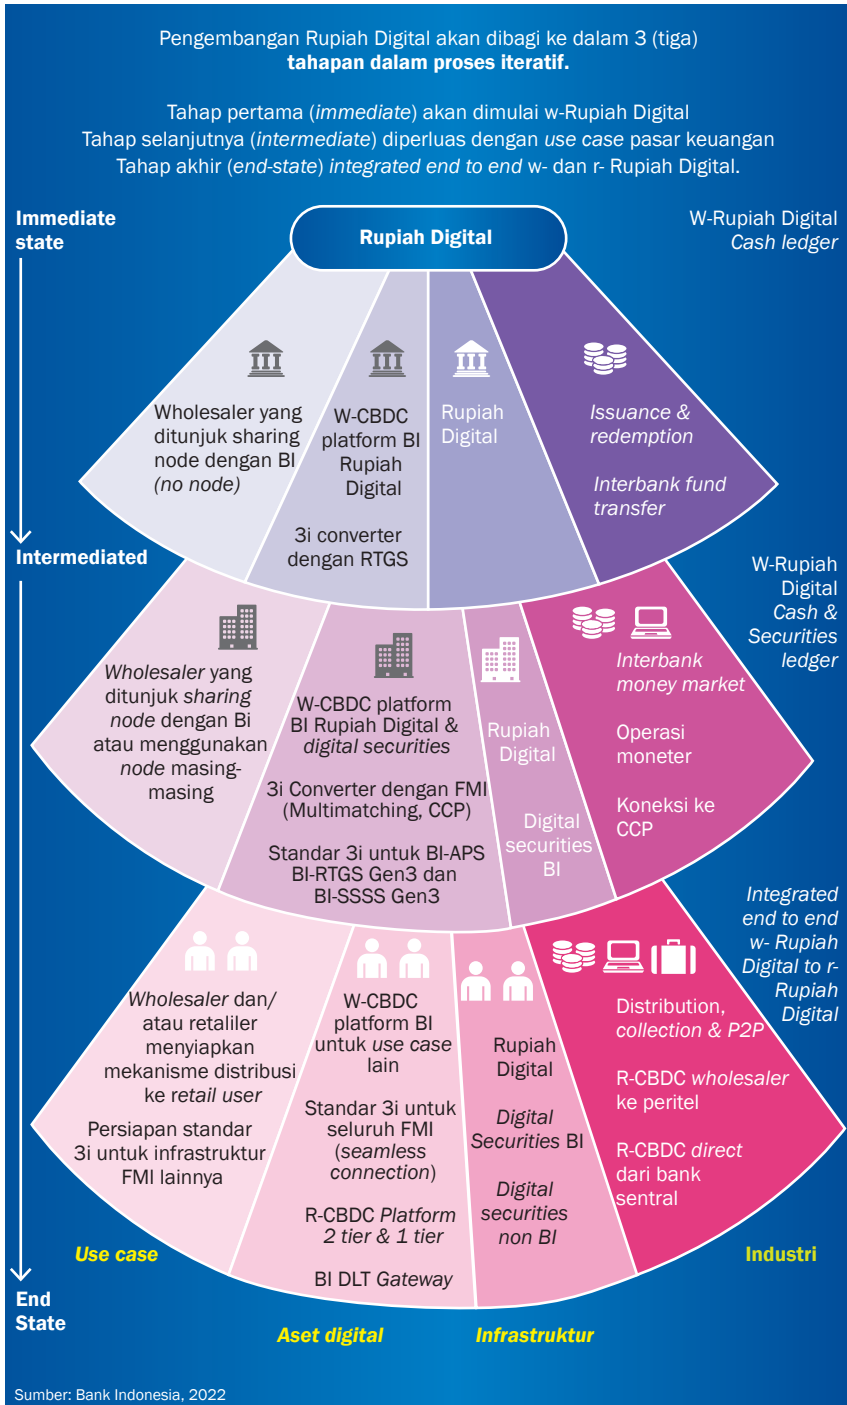 Pengembangan Rupiah Digital akan dibagi ke dalam 3 (tiga)
tahapan dalam proses iteratif.
Tahap pertama (immediate) akan dimulai w-Rupiah Digital
Tahap selanjutnya (intermediate) diperluas dengan use case pasar keuangan
Tahap akhir (end-state) integrated end to end w- dan r- Rupiah Digital.
Immediate
state
Rupiah Digital
W-Rupiah Digital
Cash ledger
Wholesaler yang
ditunjuk sharing
node dengan BI
(no node)
W-CBDC
platform BI
Rupiah
Digital
3i converter
dengan RTGS
Rupiah
Digital
Issuance &
redemption
Interbank fund
transfer
Intermediated
W-Rupiah
Digital
Cash &
Securities
ledger
Wholesaler yang
ditunjuk sharing
node dengan Bi
atau menggunakan
node masing-
masing
W-CBDC platform
BI Rupiah Digital &
digital securities
3i Converter dengan FMI
(Multimatching, CCP)
Standar 3i untuk BI-APS
BI-RTGS Gen3 dan
BI-SSSS Gen3
Rupiah
Digital
Digital
securities
BI
Interbank
money market
Operasi
moneter
Koneksi ke
CCP
Integrated
end to end
w- Rupiah
Digital to r-
Rupiah
Digital
Wholesaler dan/
atau retaliler
menyiapkan
mekanisme distribusi
ke retail user
Persiapan standar
3i untuk infrastruktur
FMI lainnya
W-CBDC
platform BI
untuk use case
lain
Standar 3i untuk
seluruh FMI
(seamless
connection)
R-CBDC Platform
2 tier & 1 tier
BI DLT Gateway
Rupiah
Digital
Digital
Securities BI
Digital
securities
non BI
Distribution,
collection & P2P
R-CBDC wholesaler
ke peritel
R-CBDC direct
dari bank
sentral
Use case
Industri
End
State
Aset digital
Infrastruktur
Sumber: Bank Indonesia, 2022